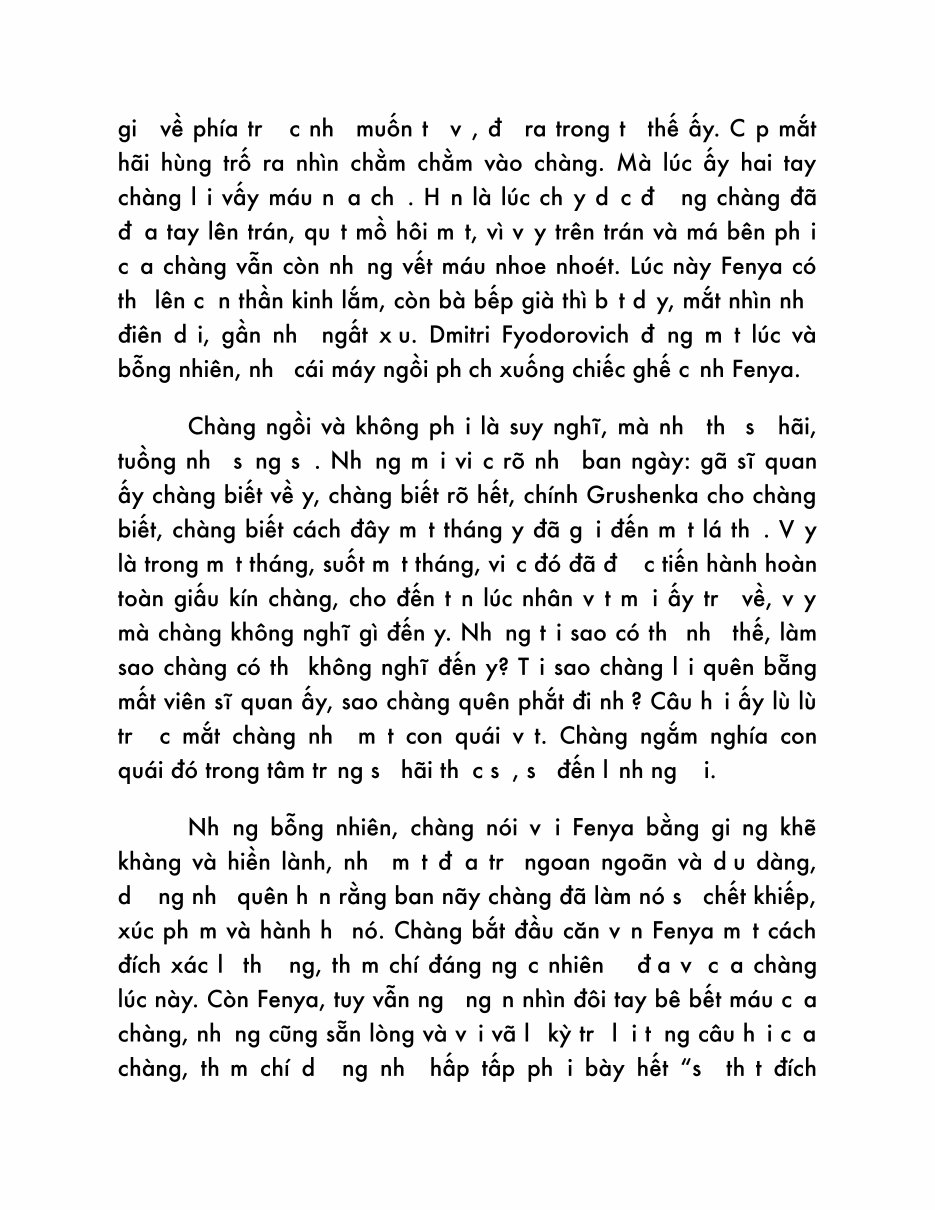 gi  về phía tr  c nh  muốn t  v , đ  ra trong t  thế ấy. C p mắt
hãi hùng trố ra nhìn chằm chằm vào chàng. Mà lúc ấy hai tay
chàng l i vấy máu n a ch . H n là lúc ch y d c đ  ng chàng đã
đ a tay lên trán, qu t mồ hôi m t, vì v y trên trán và má bên ph i
c a chàng vẫn còn nh ng vết máu nhoe nhoét. Lúc này Fenya có
th  lên c n thần kinh lắm, còn bà bếp già thì b t d y, mắt nhìn nh
điên d i, gần nh  ngất x u. Dmitri Fyodorovich đ ng m t lúc và
bỗng nhiên, nh  cái máy ngồi ph ch xuống chiếc ghế c nh Fenya.
Chàng ngồi và không ph i là suy nghĩ, mà nh  th  s  hãi,
tuồng nh  s ng s . Nh ng m i vi c rõ nh  ban ngày: gã sĩ quan
ấy chàng biết về y, chàng biết rõ hết, chính Grushenka cho chàng
biết, chàng biết cách đây m t tháng y đã g i đến m t lá th . V y
là trong m t tháng, suốt m t tháng, vi c đó đã đ  c tiến hành hoàn
toàn giấu kín chàng, cho đến t n lúc nhân v t m i ấy tr  về, v y
mà chàng không nghĩ gì đến y. Nh ng t i sao có th  nh  thế, làm
sao chàng có th  không nghĩ đến y? T i sao chàng l i quên bẵng
mất viên sĩ quan ấy, sao chàng quên phắt đi nh ? Câu h i ấy lù lù
tr  c mắt chàng nh  m t con quái v t. Chàng ngắm nghía con
quái đó trong tâm tr ng s  hãi th c s , s  đến l nh ng  i.
Nh ng bỗng nhiên, chàng nói v i Fenya bằng gi ng khẽ
khàng và hiền lành, nh  m t đ a tr  ngoan ngoãn và d u dàng,
d  ng nh  quên h n rằng ban nãy chàng đã làm nó s  chết khiếp,
xúc ph m và hành h  nó. Chàng bắt đầu căn v n Fenya m t cách
đích xác l  th  ng, th m chí đáng ng c nhiên  đ a v  c a chàng
lúc này. Còn Fenya, tuy vẫn ng  ng n nhìn đôi tay bê bết máu c a
chàng, nh ng cũng sẵn lòng và v i vã l  kỳ tr  l i t ng câu h i c a
chàng, th m chí d  ng nh  hấp tấp ph i bày hết “s  th t đích